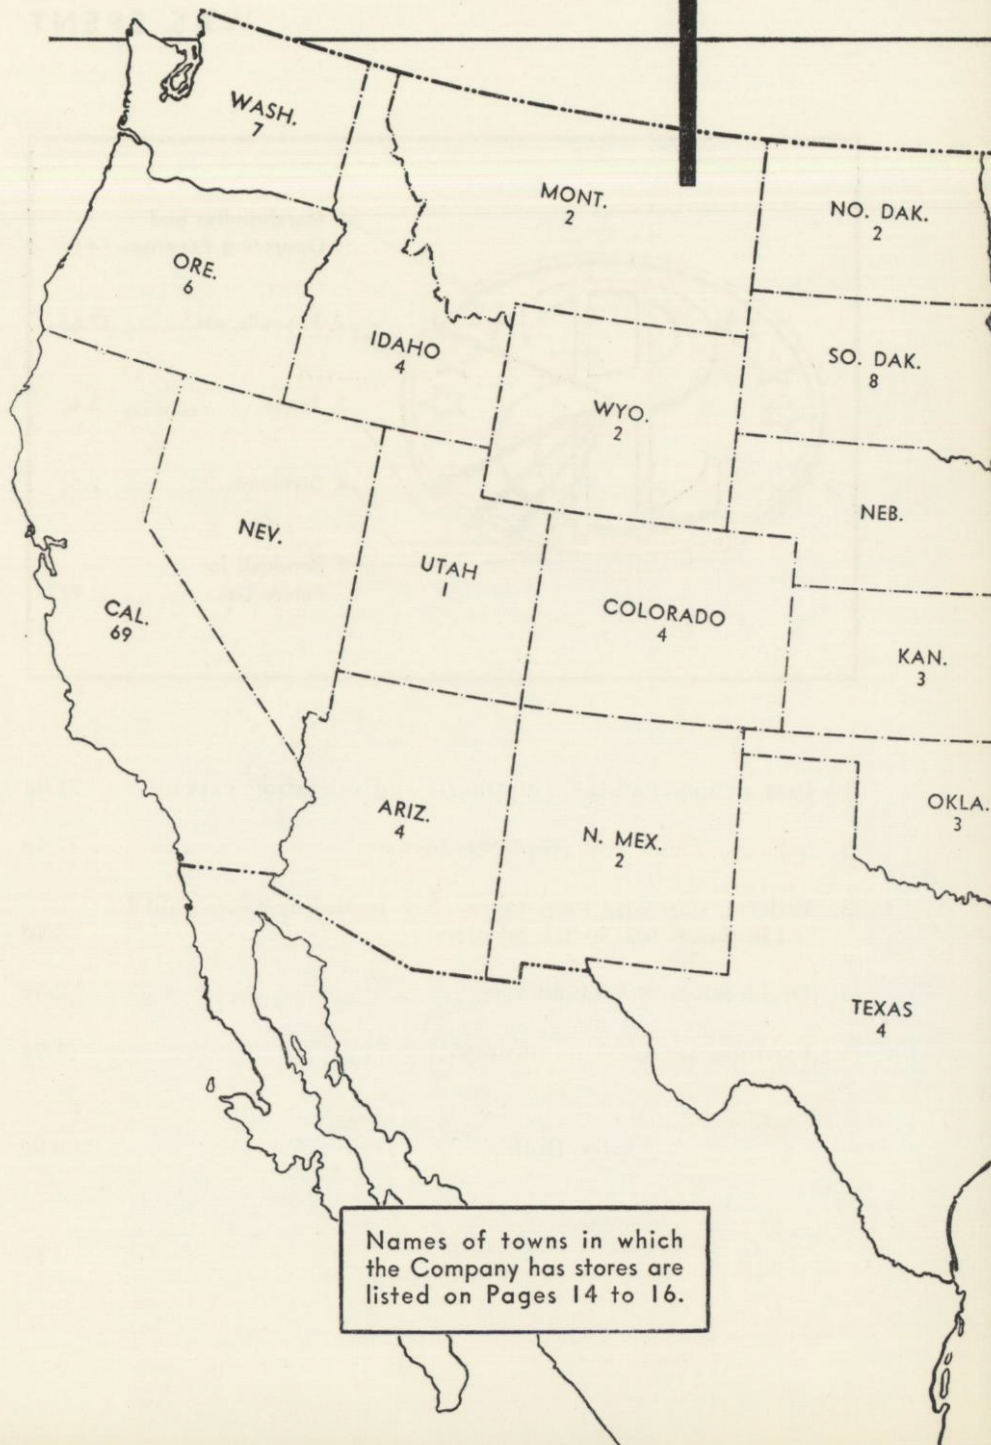 WASH.
7
MONT.
2
NO. DAK.
2
ORE.
6
IDAHO
4
SO. DAK.
8
WYO.
2
NEB.
NEV.
UTAH
1
COLORADO
4
CAL.
69
KAN.
3
ARIZ.
4
N. MEX.
2
OKLA.
3
TEXAS
4
Names of towns in which
the Company has stores are
listed on Pages 14 to 16.